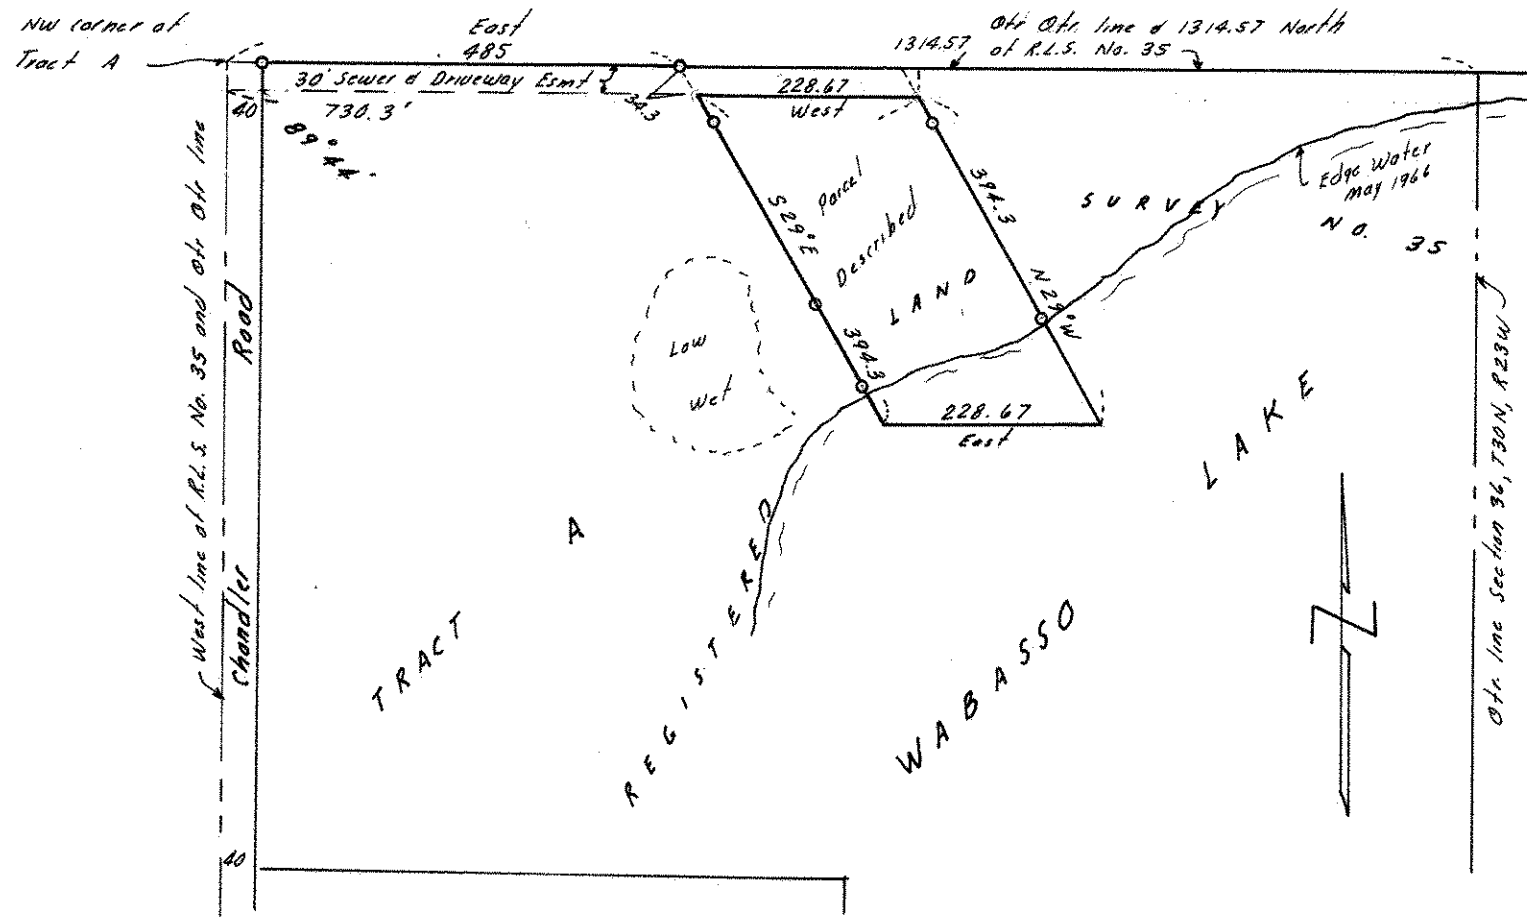 NW corner of
Tract A
East
485
Qtr Qtr. line & 1314.57 North
1314.57
of R.L.S. No. 35
30' Sewer & Driveway Esmt
40
730.3'
34.3
228.67
West
89°44'
Parcel
Described
LAND
S 29° E
394.3
394.3
N 29° W
SURVEY
NO. 35
Edge Water
May 1966
Low
Wet
228.67
East
West line of R.L.S. No. 35 and Qtr Qtr line
Chandler Road
TRACT A
REGISTERED
WABASSO LAKE
Qtr. line Section 36, T30N, R23W
40